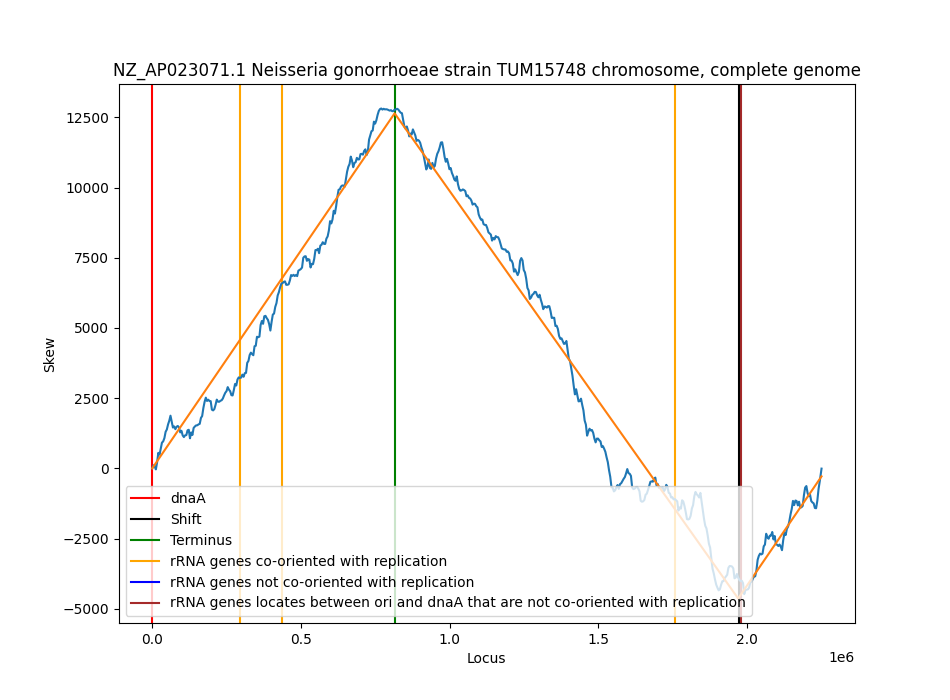 NZ_AP023071.1 Neisseria gonorrhoeae strain TUM15748 chromosome, complete genome
Skew
12500
10000
7500
5000
2500
0
−2500
−5000
dnaA
Shift
Terminus
rRNA genes co-oriented with replication
rRNA genes not co-oriented with replication
rRNA genes locates between ori and dnaA that are not co-oriented with replication
0.0 0.5 1.0 1.5 2.0
1e6
Locus